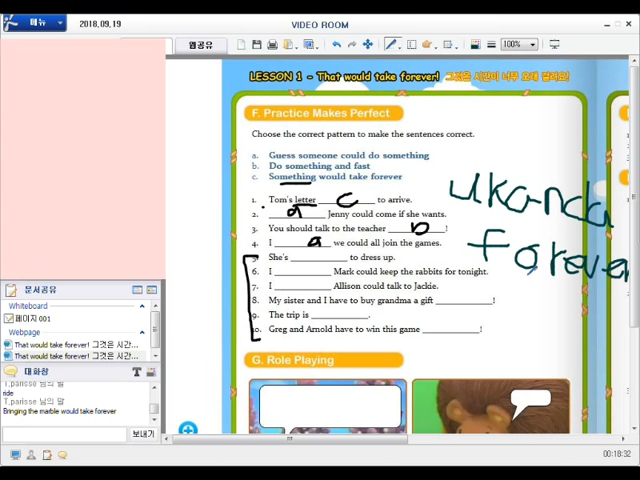 메뉴
2018.09.19
VIDEO ROOM
웹공유
100%
LESSON 1 - That would take forever! 그것은 시간이 너무 오래 걸려요!
F. Practice Makes Perfect
Choose the correct pattern to make the sentences correct.
a. Guess someone could do something
b. Do something and fast
c. Something would take forever
1. Tom's letter c to arrive.
2. a Jenny could come if she wants.
3. You should talk to the teacher b !
4. I a we could all join the games.
5. She's to dress up.
6. I Mark could keep the rabbits for tonight.
7. I Allison could talk to Jackie.
8. My sister and I have to buy grandma a gift !
9. The trip is .
10. Greg and Arnold have to win this game !
G. Role Playing
ukanda
forever
문서공유
Whiteboard
페이지 001
Webpage
That would take forever! 그것은 시간...
That would take forever! 그것은 시간...
대화창
T.parisse 님의 말
ride
T.parisse 님의 말
Bringing the marble would take forever
보내기
00:18:32